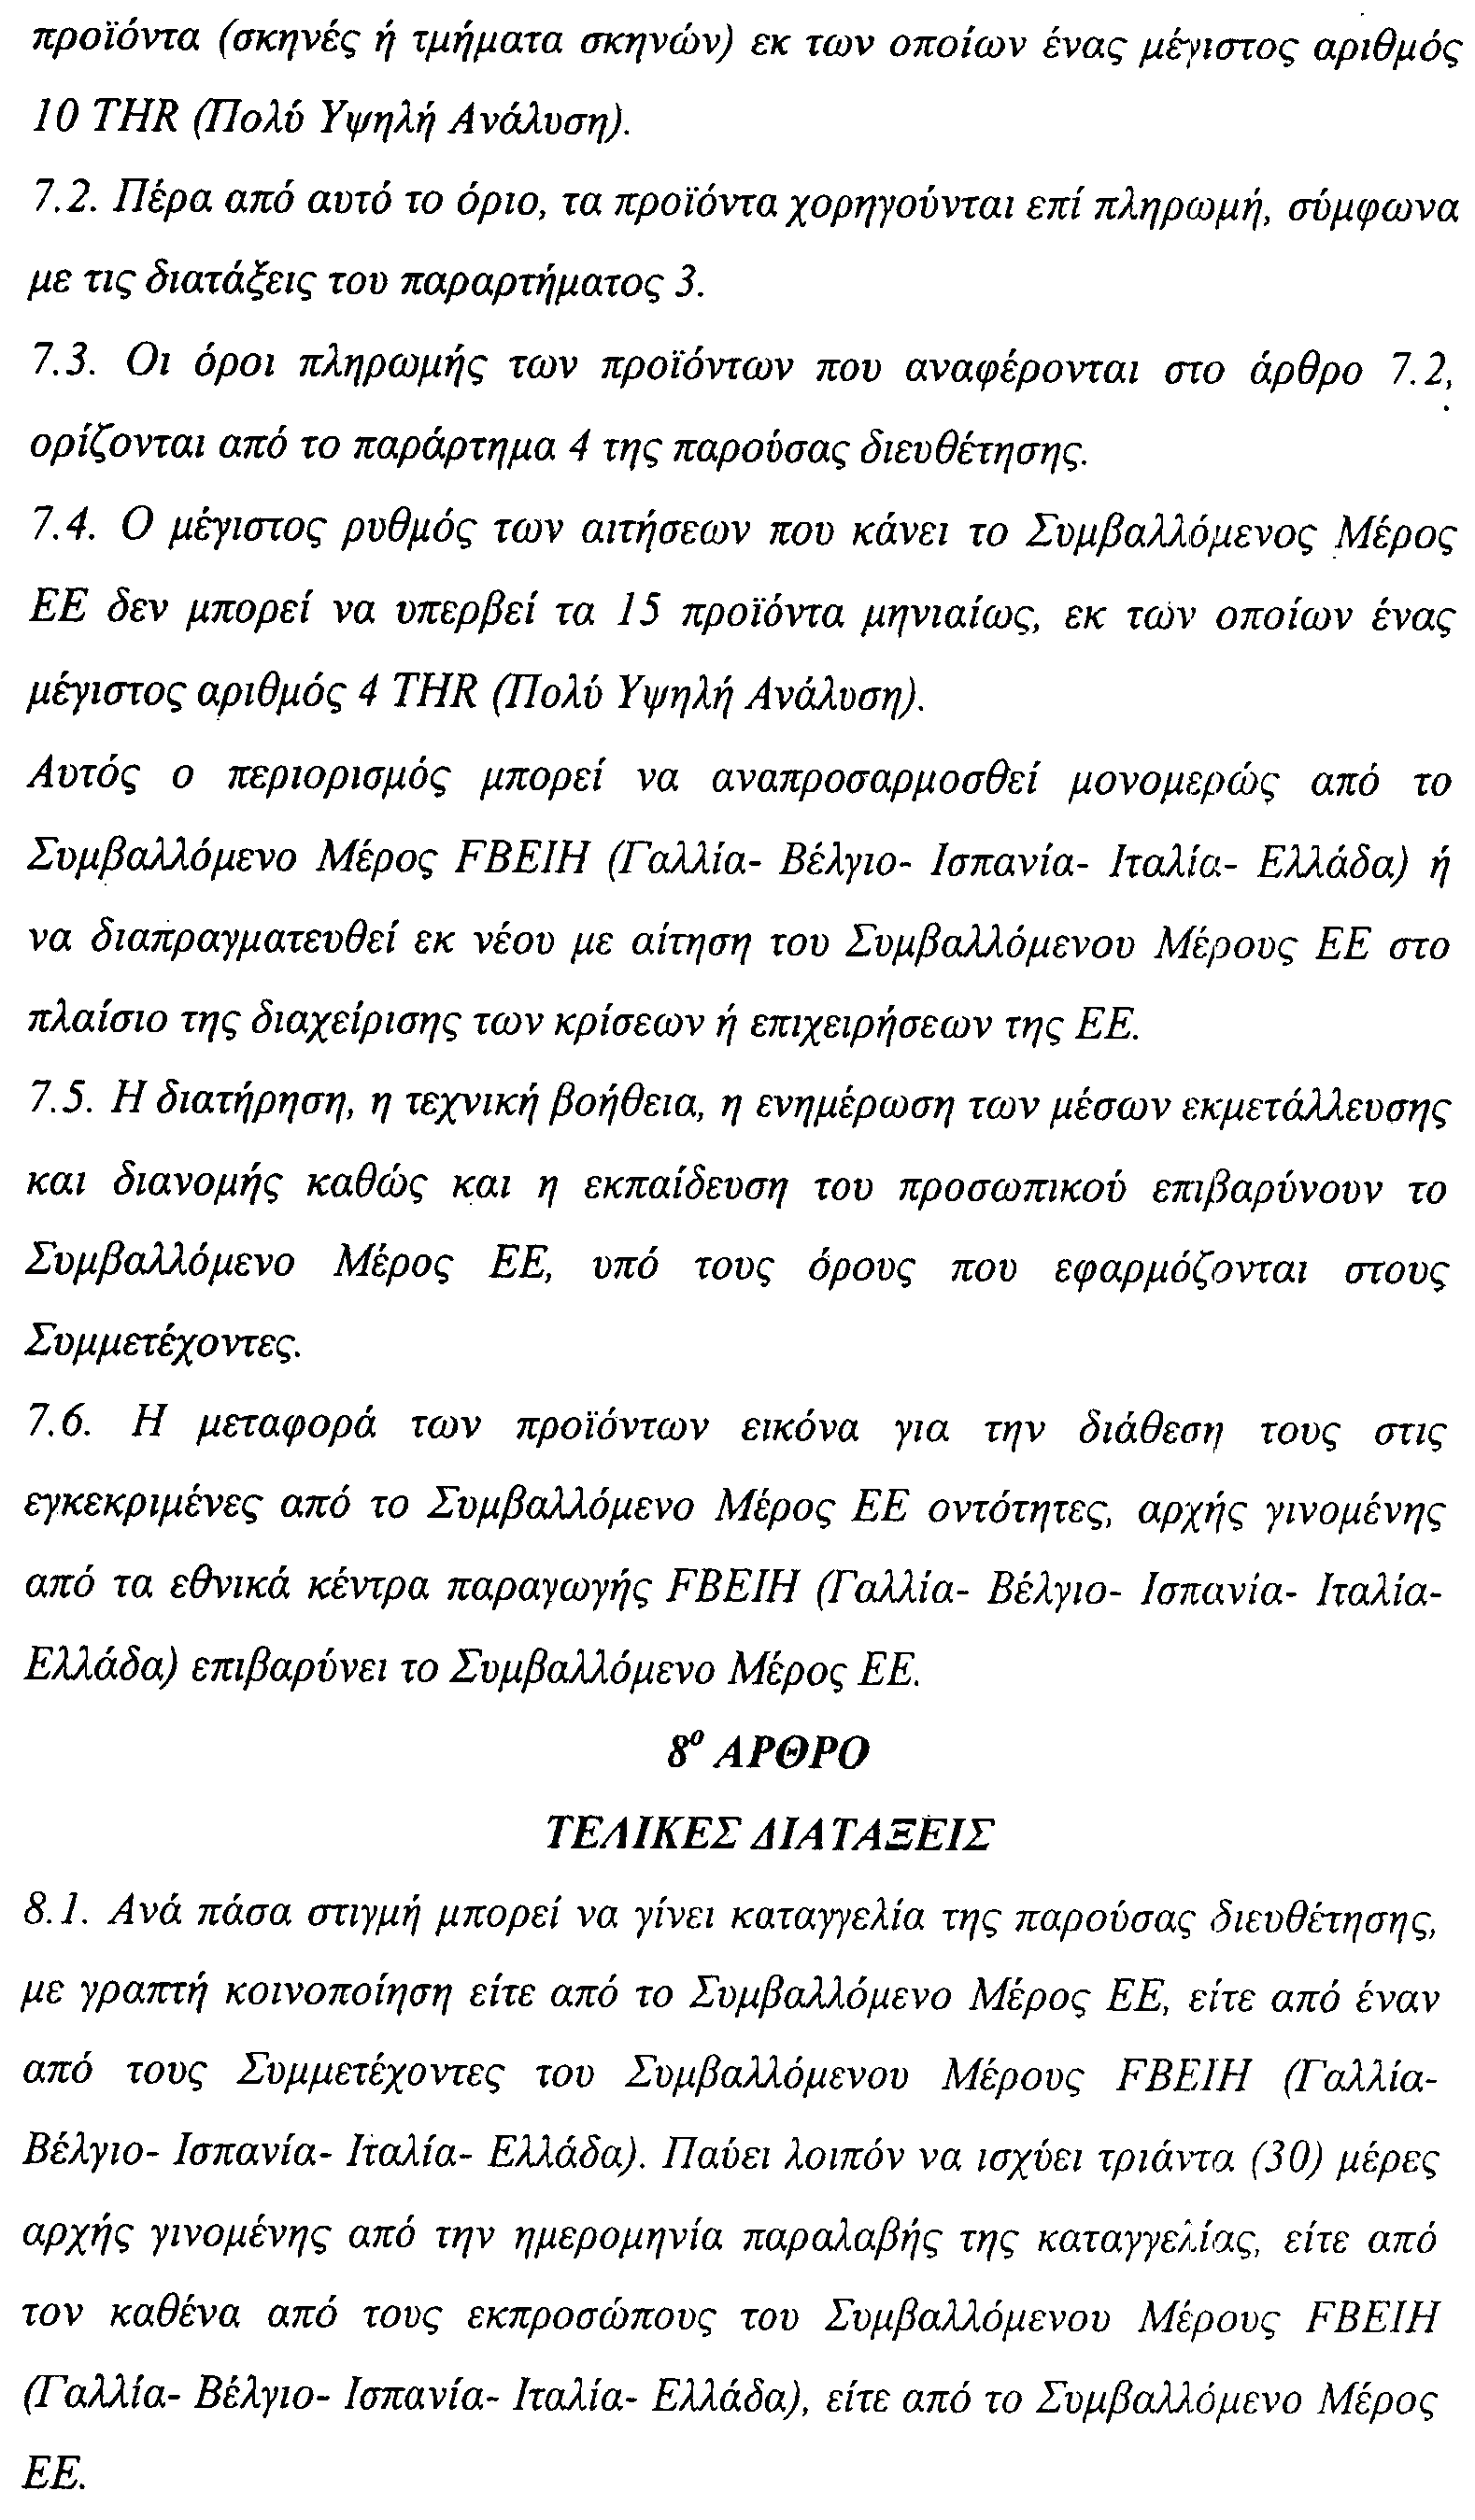 προϊόντα (σκηνές ή τμήματα σκηνών) εκ των οποίων ένας μέγιστος αριθμός
10 THR (Πολύ Υψηλή Ανάλυση).
7.2. Πέρα από αυτό το όριο, τα προϊόντα χορηγούνται επί πληρωμή, σύμφωνα
με τις διατάξεις του παραρτήματος 3.
7.3. Οι όροι πληρωμής των προϊόντων που αναφέρονται στο άρθρο 7.2,
ορίζονται από το παράρτημα 4 της παρούσας διευθέτησης.
7.4. Ο μέγιστος ρυθμός των αιτήσεων που κάνει το Συμβαλλόμενος Μέρος
ΕΕ δεν μπορεί να υπερβεί τα 15 προϊόντα μηνιαίως, εκ των οποίων ένας
μέγιστος αριθμός 4 THR (Πολύ Υψηλή Ανάλυση).
Αυτός ο περιορισμός μπορεί να αναπροσαρμοσθεί μονομερώς από το
Συμβαλλόμενο Μέρος FBEIH (Γαλλία- Βέλγιο- Ισπανία- Ιταλία- Ελλάδα) ή
να διαπραγματευθεί εκ νέου με αίτηση του Συμβαλλόμενου Μέρους ΕΕ στο
πλαίσιο της διαχείρισης των κρίσεων ή επιχειρήσεων της ΕΕ.
7.5. Η διατήρηση, η τεχνική βοήθεια, η ενημέρωση των μέσων εκμετάλλευσης
και διανομής καθώς και η εκπαίδευση του προσωπικού επιβαρύνουν το
Συμβαλλόμενο Μέρος ΕΕ, υπό τους όρους που εφαρμόζονται στους
Συμμετέχοντες.
7.6. Η μεταφορά των προϊόντων εικόνα για την διάθεση τους στις
εγκεκριμένες από το Συμβαλλόμενο Μέρος ΕΕ οντότητες, αρχής γινομένης
από τα εθνικά κέντρα παραγωγής FBEIH (Γαλλία- Βέλγιο- Ισπανία- Ιταλία-
Ελλάδα) επιβαρύνει το Συμβαλλόμενο Μέρος ΕΕ.
8º ΑΡΘΡΟ
ΤΕΛΙΚΕΣ ΔΙΑΤΑΞΕΙΣ
8.1. Ανά πάσα στιγμή μπορεί να γίνει καταγγελία της παρούσας διευθέτησης,
με γραπτή κοινοποίηση είτε από το Συμβαλλόμενο Μέρος ΕΕ, είτε από έναν
από τους Συμμετέχοντες του Συμβαλλόμενου Μέρους FBEIH (Γαλλία-
Βέλγιο- Ισπανία- Ιταλία- Ελλάδα). Παύει λοιπόν να ισχύει τριάντα (30) μέρες
αρχής γινομένης από την ημερομηνία παραλαβής της καταγγελίας, είτε από
τον καθένα από τους εκπροσώπους του Συμβαλλόμενου Μέρους FBEIH
(Γαλλία- Βέλγιο- Ισπανία- Ιταλία- Ελλάδα), είτε από το Συμβαλλόμενο Μέρος
ΕΕ.